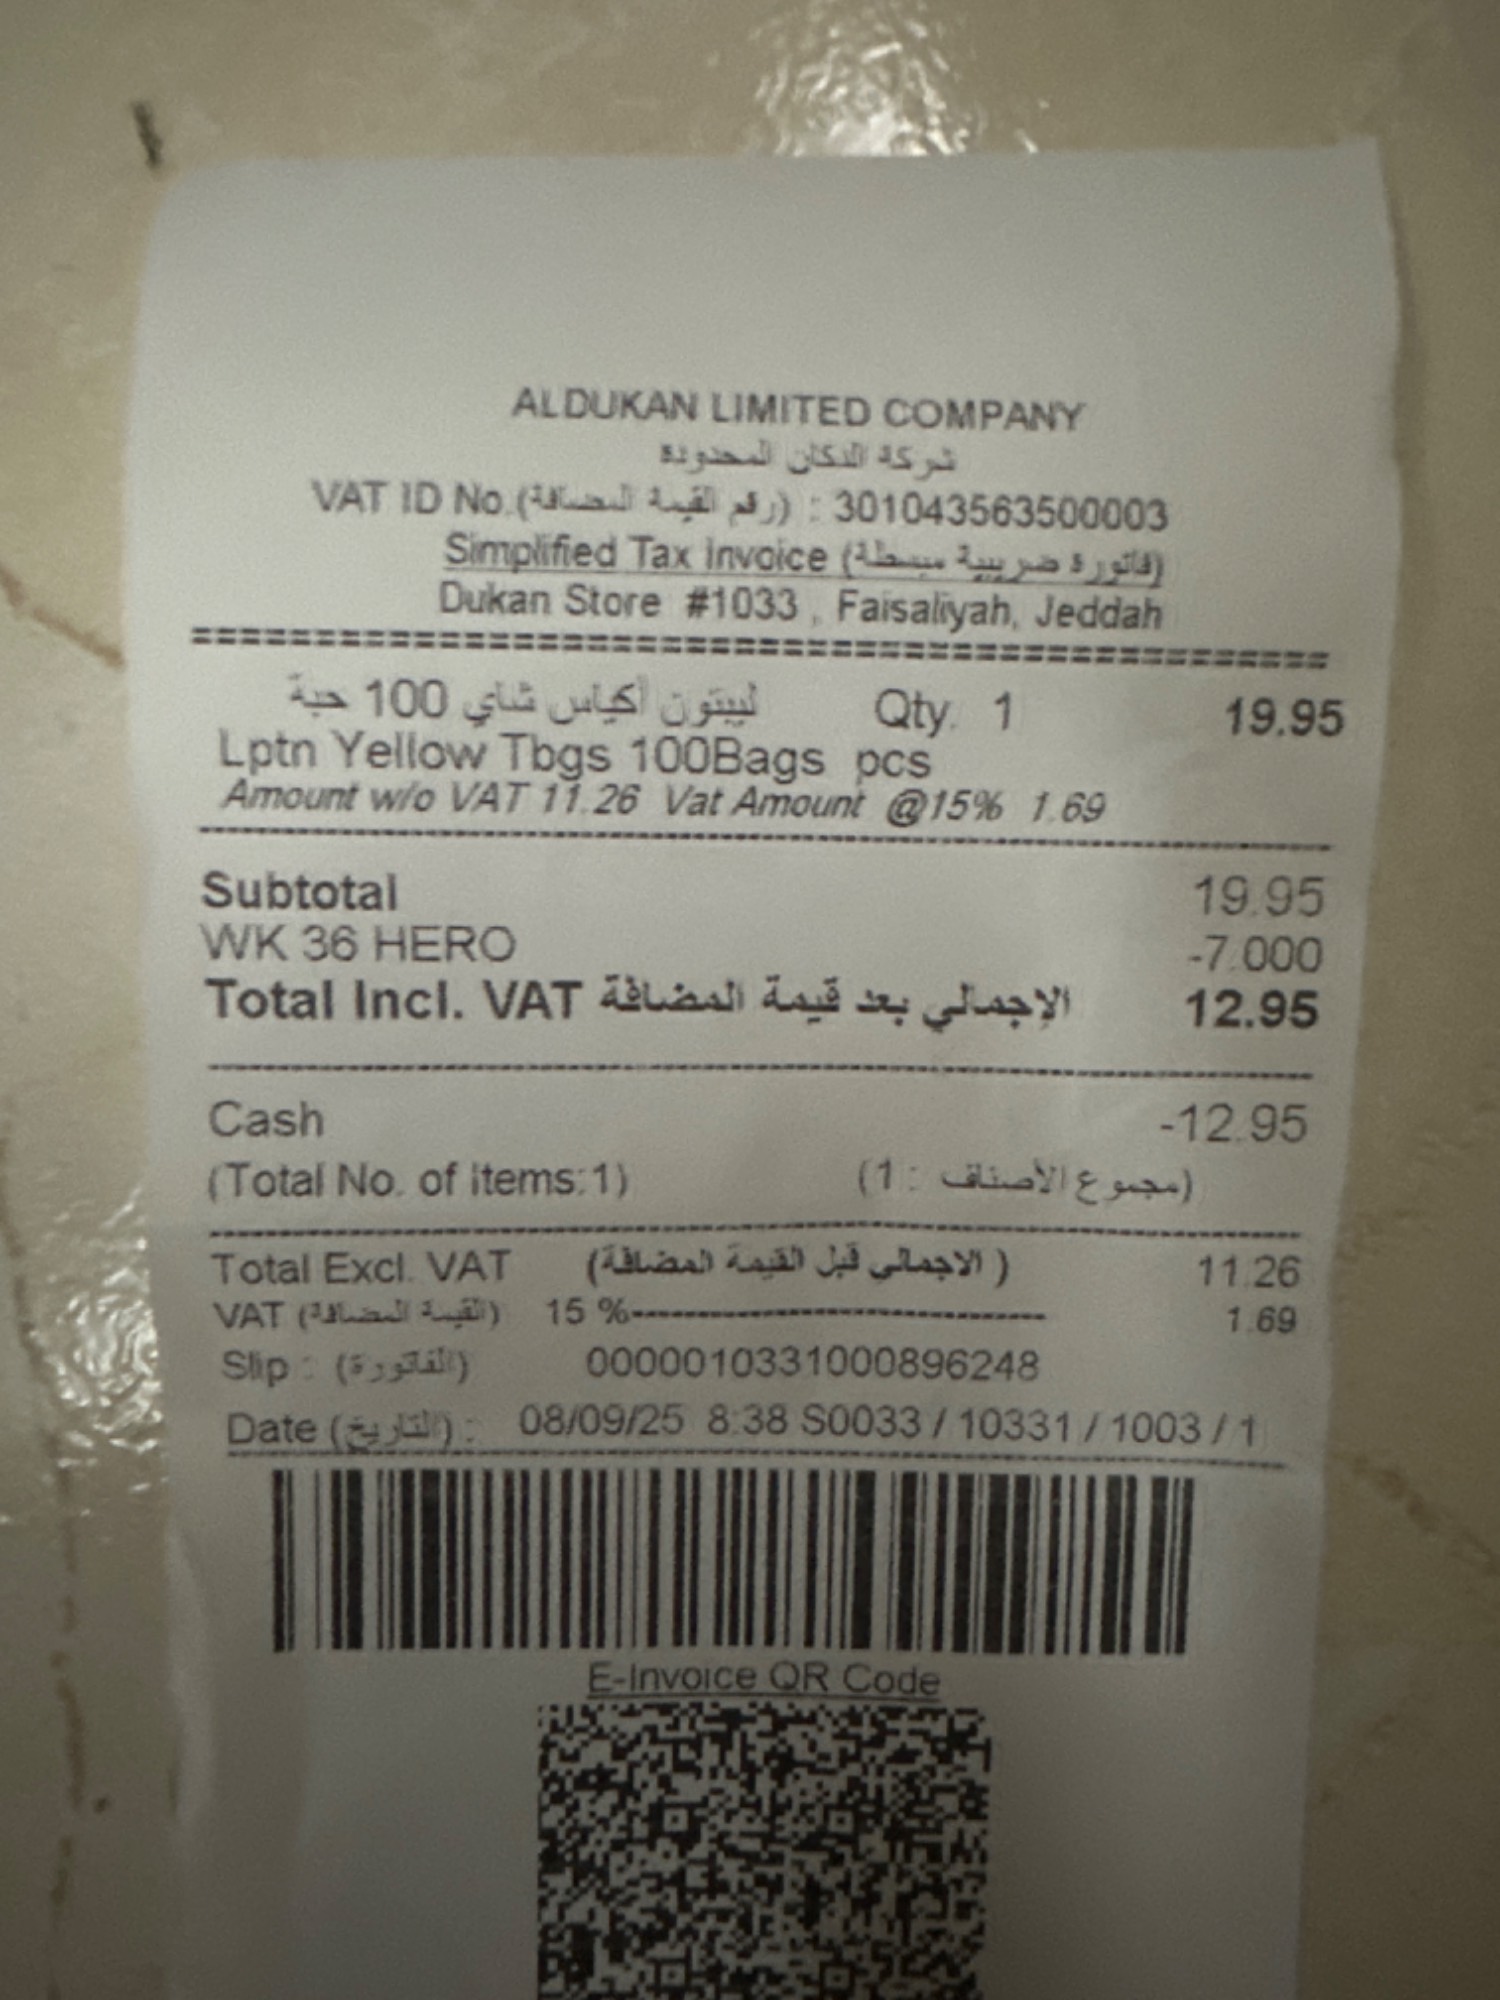 ALDUKAN LIMITED COMPANY
شركة الدكان المحدودة
VAT ID No.(رقم القيمة المضافة) : 301043563500003
Simplified Tax Invoice (فاتورة ضريبية مبسطة)
Dukan Store #1033 , Faisaliyah, Jeddah
ليبتون أكياس شاي 100 حبة Qty. 1 19.95
Lptn Yellow Tbgs 100Bags pcs
Amount w/o VAT 11.26 Vat Amount @15% 1.69
Subtotal 19.95
WK 36 HERO -7.000
Total Incl. VAT الإجمالي بعد قيمة المضافة 12.95
Cash -12.95
(Total No. of Items:1) (مجموع الأصناف : 1)
Total Excl. VAT (الاجمالي قبل القيمة المضافة ) 11.26
VAT (القيمة المضافة) 15 %---------------------- 1.69
Slip : (الفاتورة) 0000010331000896248
Date (التاريخ) : 08/09/25 8:38 S0033 / 10331 / 1003 / 1
E-Invoice QR Code